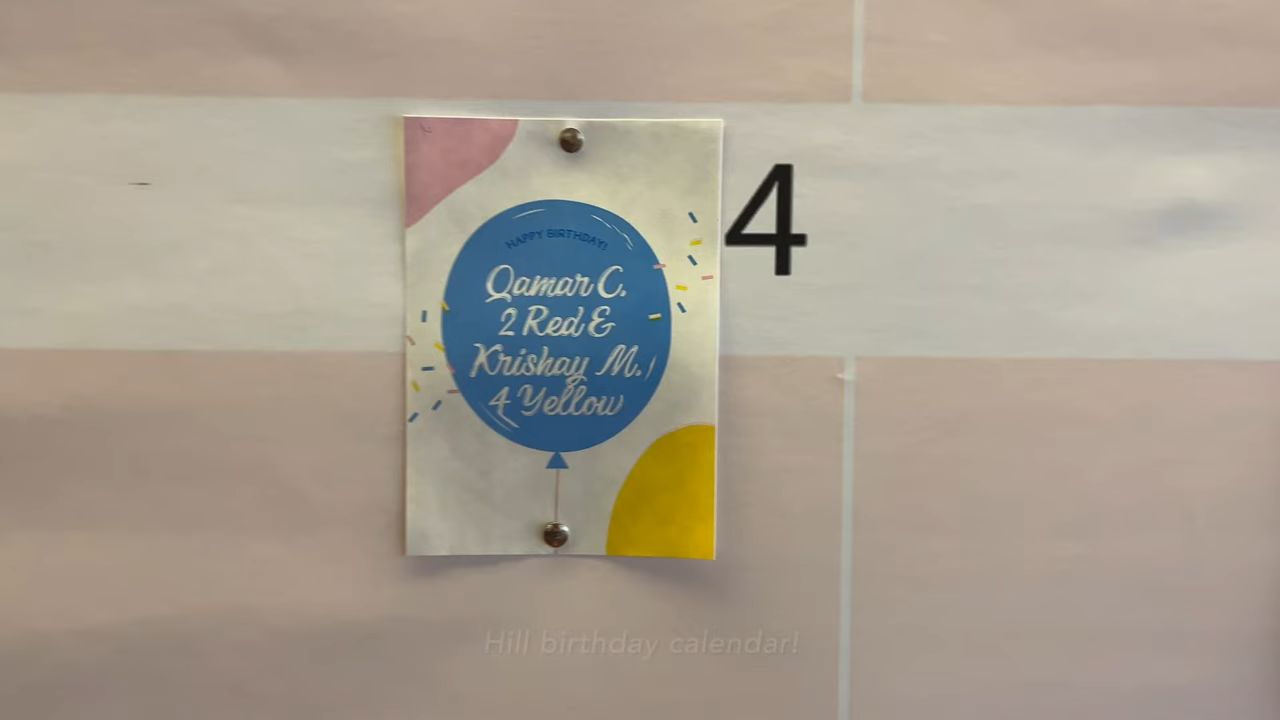 HAPPY BIRTHDAY!
Qamar C.
2 Red &
Krishay M.
4 Yellow
4
Hill birthday calendar!